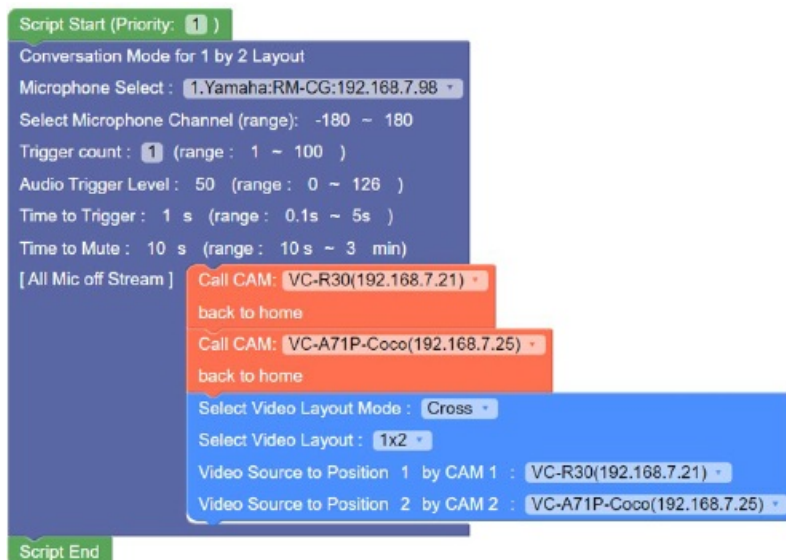 Script Start (Priority: 1 )
Conversation Mode for 1 by 2 Layout
Microphone Select : 1.Yamaha:RM-CG:192.168.7.98
Select Microphone Channel (range): -180 ~ 180
Trigger count : 1 (range : 1 ~ 100 )
Audio Trigger Level : 50 (range : 0 ~ 126 )
Time to Trigger : 1 s (range : 0.1s ~ 5s )
Time to Mute : 10 s (range : 10 s ~ 3 min)
[ All Mic off Stream ] Call CAM: VC-R30(192.168.7.21)
back to home
Call CAM: VC-A71P-Coco(192.168.7.25)
back to home
Select Video Layout Mode : Cross
Select Video Layout : 1x2
Video Source to Position 1 by CAM 1 : VC-R30(192.168.7.21)
Video Source to Position 2 by CAM 2 : VC-A71P-Coco(192.168.7.25)
Script End